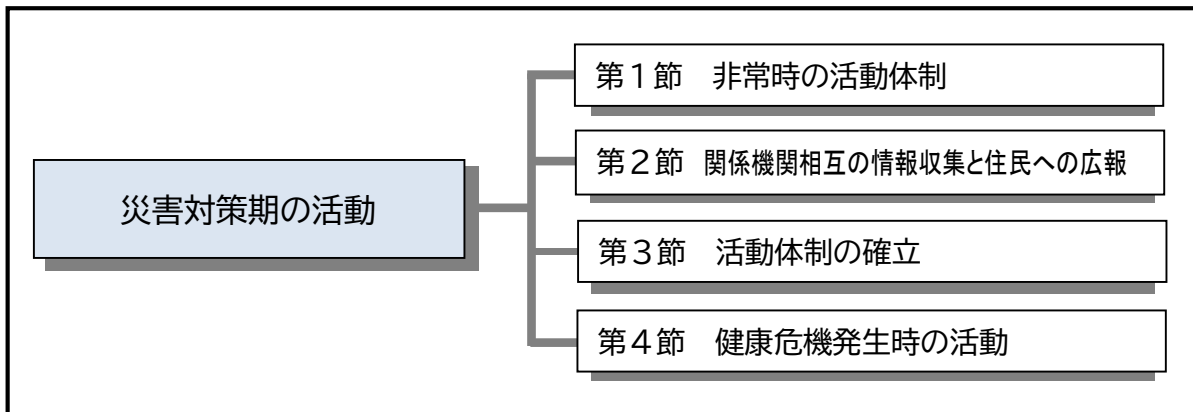 災害対策期の活動
第１節　非常時の活動体制
第２節　関係機関相互の情報収集と住民への広報
第３節　活動体制の確立
第４節　健康危機発生時の活動